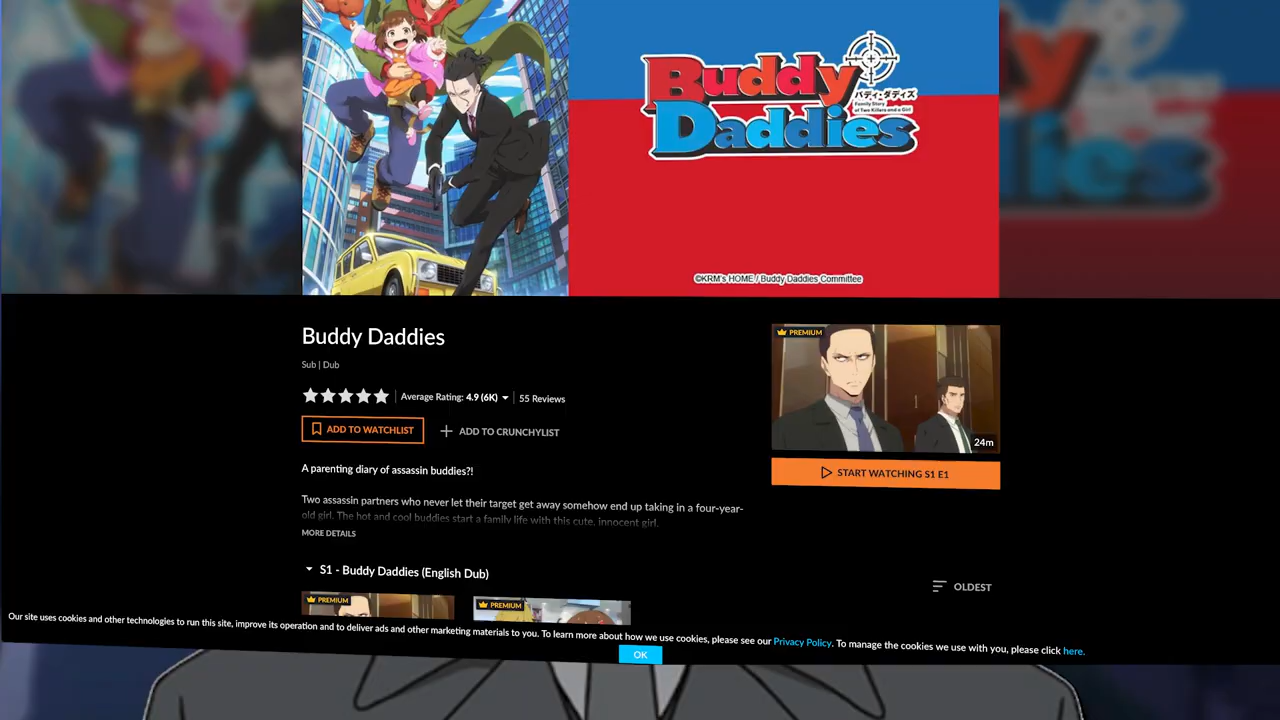 Buddy
Daddies
バディ・ダディズ
Family Story
of Two Killers and a Girl
©KRM's HOME / Buddy Daddies Committee
Buddy Daddies
Sub | Dub
Average Rating: 4.9 (6K)
55 Reviews
ADD TO WATCHLIST
ADD TO CRUNCHYLIST
A parenting diary of assassin buddies?!
Two assassin partners who never let their target get away somehow end up taking in a four-year-
old girl. The hot and cool buddies start a family life with this cute, innocent girl.
MORE DETAILS
PREMIUM
24m
START WATCHING S1 E1
S1 - Buddy Daddies (English Dub)
OLDEST
PREMIUM
PREMIUM
Our site uses cookies and other technologies to run this site, improve its operation and to deliver ads and other marketing materials to you. To learn more about how we use cookies, please see our Privacy Policy. To manage the cookies we use with you, please click here.
OK